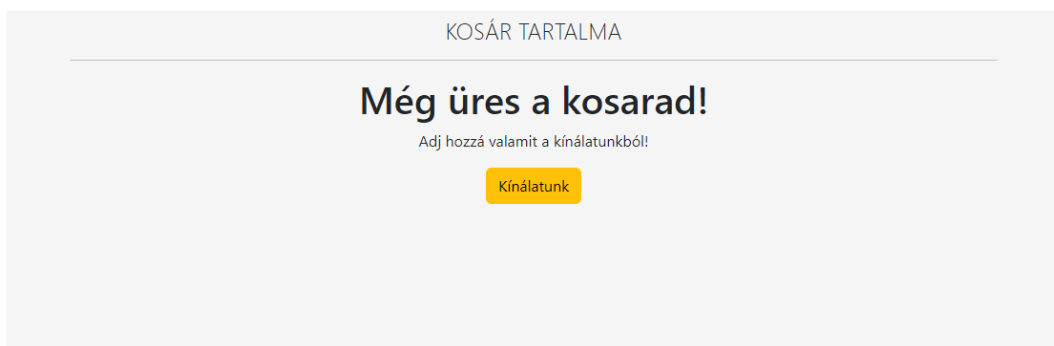 KOSÁR TARTALMA
Még üres a kosarad!
Adj hozzá valamit a kínálatunkból!
Kínálatunk